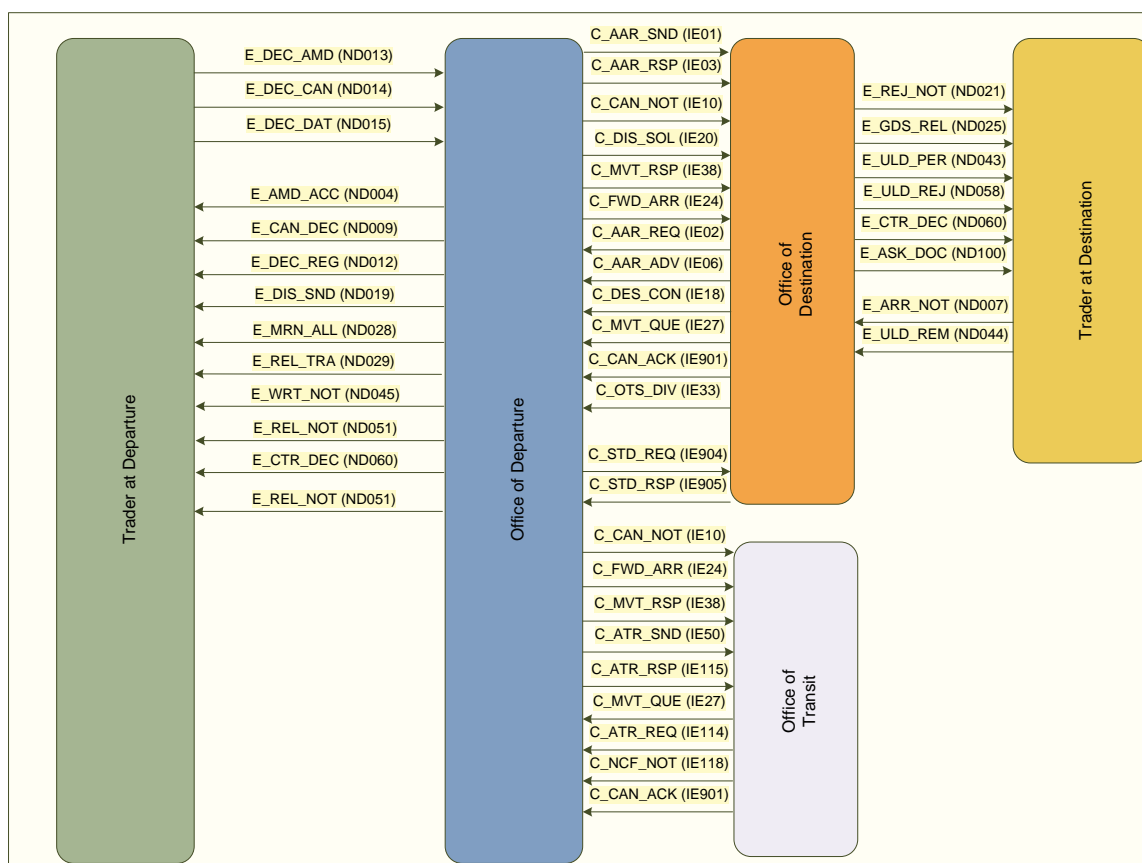 Trader at Departure
E_DEC_AMD (ND013)
E_DEC_CAN (ND014)
E_DEC_DAT (ND015)
E_AMD_ACC (ND004)
E_CAN_DEC (ND009)
E_DEC_REG (ND012)
E_DIS_SND (ND019)
E_MRN_ALL (ND028)
E_REL_TRA (ND029)
E_WRT_NOT (ND045)
E_REL_NOT (ND051)
E_CTR_DEC (ND060)
E_REL_NOT (ND051)
Office of Departure
C_AAR_SND (IE01)
C_AAR_RSP (IE03)
C_CAN_NOT (IE10)
C_DIS_SOL (IE20)
C_MVT_RSP (IE38)
C_FWD_ARR (IE24)
C_AAR_REQ (IE02)
C_AAR_ADV (IE06)
C_DES_CON (IE18)
C_MVT_QUE (IE27)
C_CAN_ACK (IE901)
C_OTS_DIV (IE33)
C_STD_REQ (IE904)
C_STD_RSP (IE905)
C_CAN_NOT (IE10)
C_FWD_ARR (IE24)
C_MVT_RSP (IE38)
C_ATR_SND (IE50)
C_ATR_RSP (IE115)
C_MVT_QUE (IE27)
C_ATR_REQ (IE114)
C_NCF_NOT (IE118)
C_CAN_ACK (IE901)
Office of
Destination
Office of
Transit
E_REJ_NOT (ND021)
E_GDS_REL (ND025)
E_ULD_PER (ND043)
E_ULD_REJ (ND058)
E_CTR_DEC (ND060)
E_ASK_DOC (ND100)
E_ARR_NOT (ND007)
E_ULD_REM (ND044)
Trader at Destination